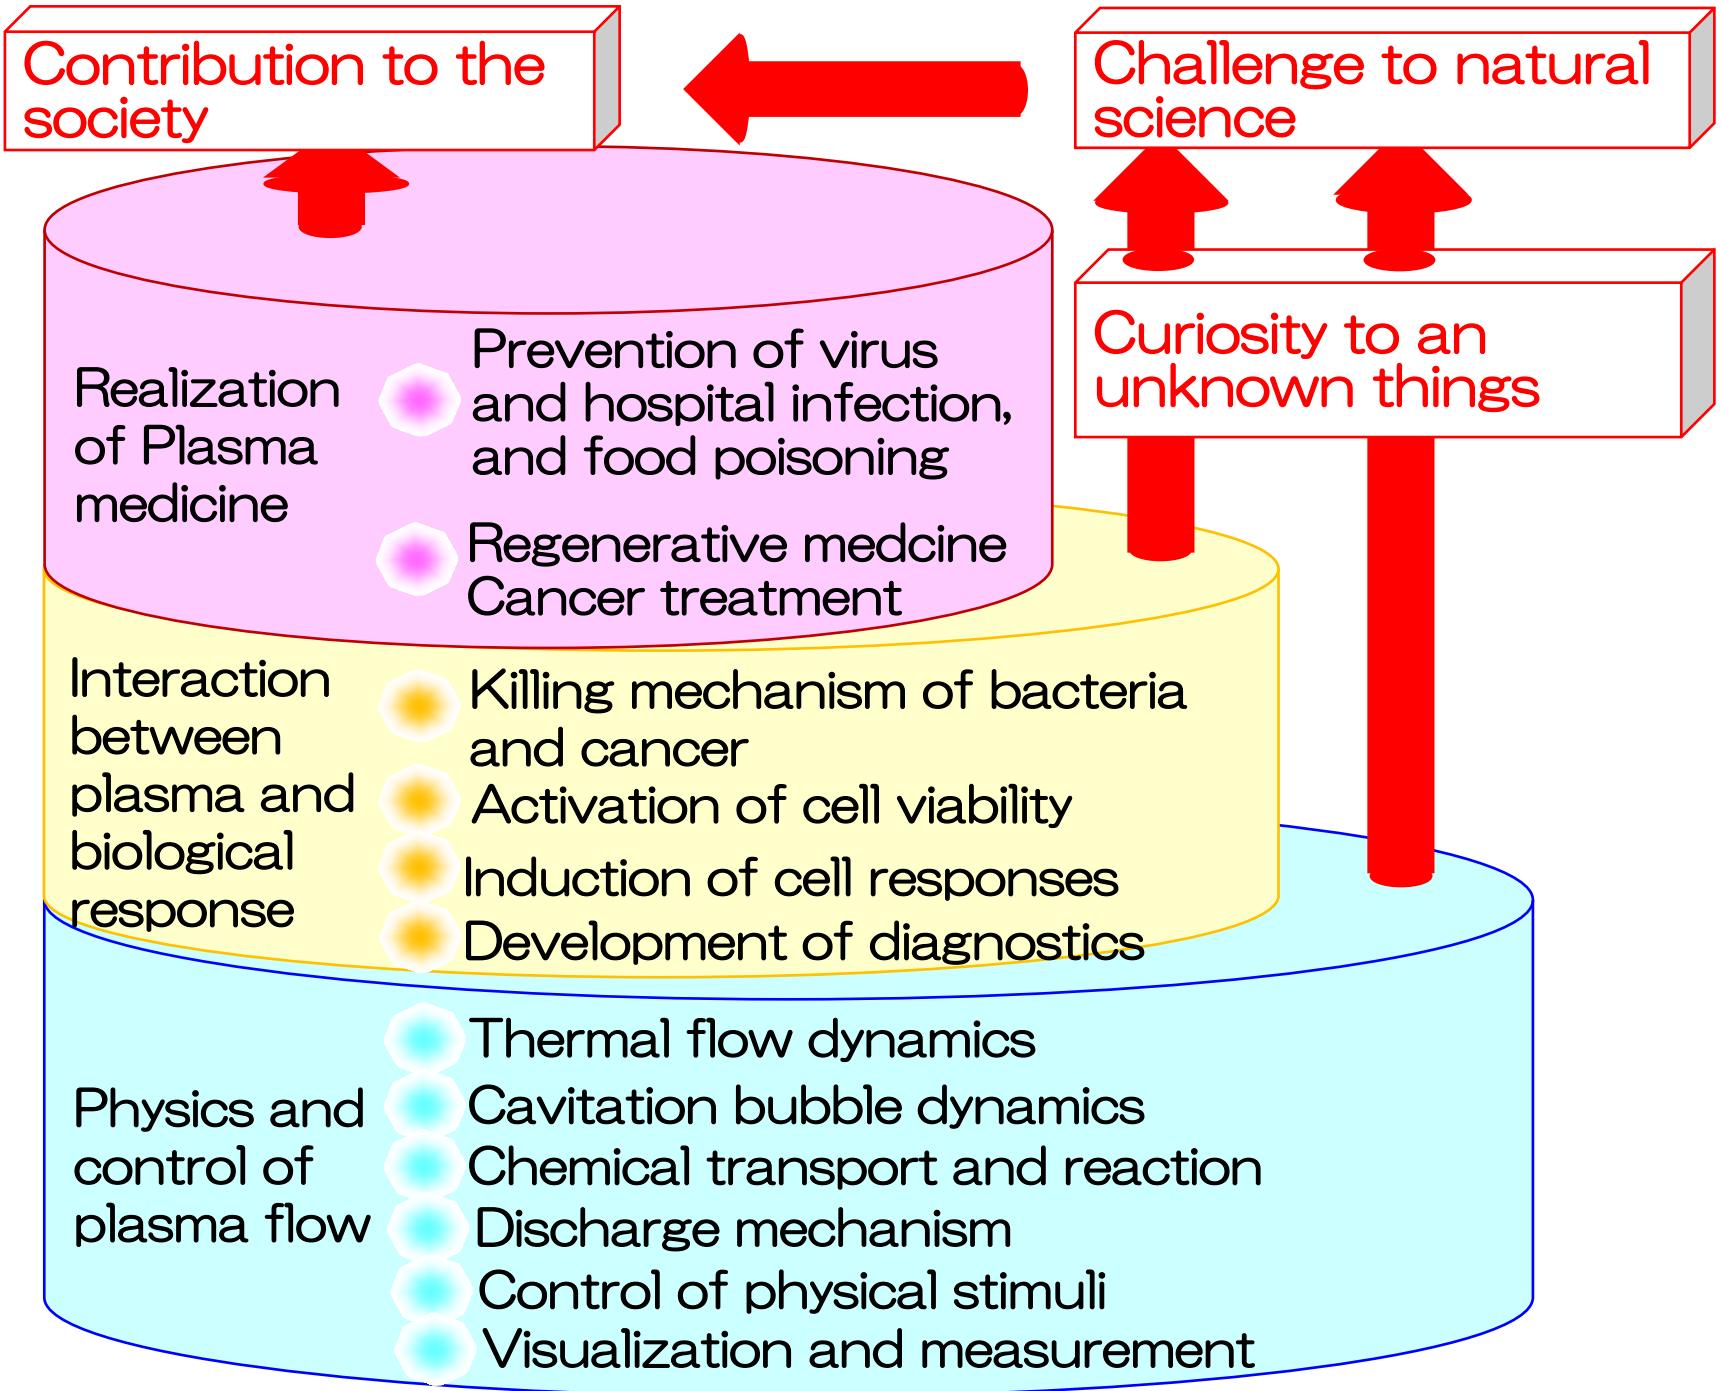 Contribution to the
society
Challenge to natural
science
Curiosity to an
unknown things
Realization
of Plasma
medicine
Prevention of virus
and hospital infection,
and food poisoning
Regenerative medcine
Cancer treatment
Interaction
between
plasma and
biological
response
Killing mechanism of bacteria
and cancer
Activation of cell viability
Induction of cell responses
Development of diagnostics
Physics and
control of
plasma flow
Thermal flow dynamics
Cavitation bubble dynamics
Chemical transport and reaction
Discharge mechanism
Control of physical stimuli
Visualization and measurement